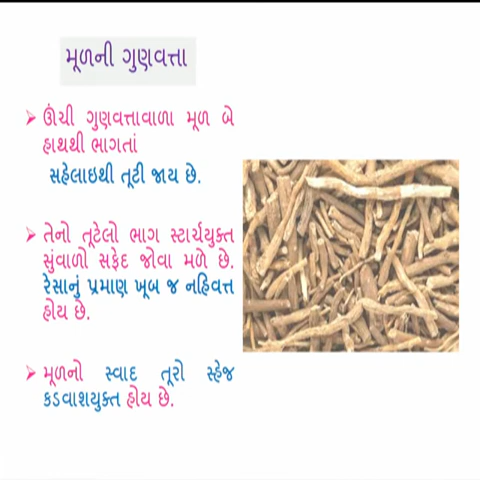 મૂળની ગુણવત્તા
➢ ઊંચી ગુણવત્તાવાળા મૂળ બે
હાથથી ભાગતાં
સહેલાઇથી તૂટી જાય છે.
➢ તેનો તૂટેલો ભાગ સ્ટાર્ચયુક્ત
સુંવાળો સફેદ જોવા મળે છે.
રેસાનું પ્રમાણ ખૂબ જ નહિવત્ત
હોય છે.
➢ મૂળનો સ્વાદ તૂરો સ્હેજ
કડવાશયુક્ત હોય છે.